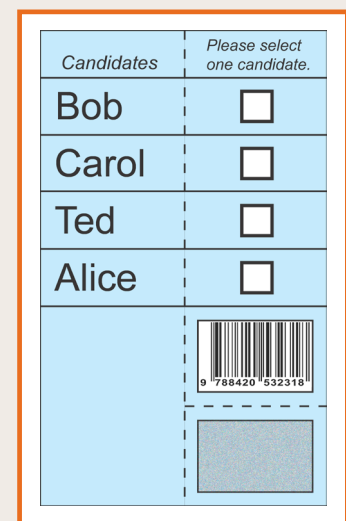 Candidates
Please select
one candidate.
Bob
Carol
Ted
Alice
9 788420 532318